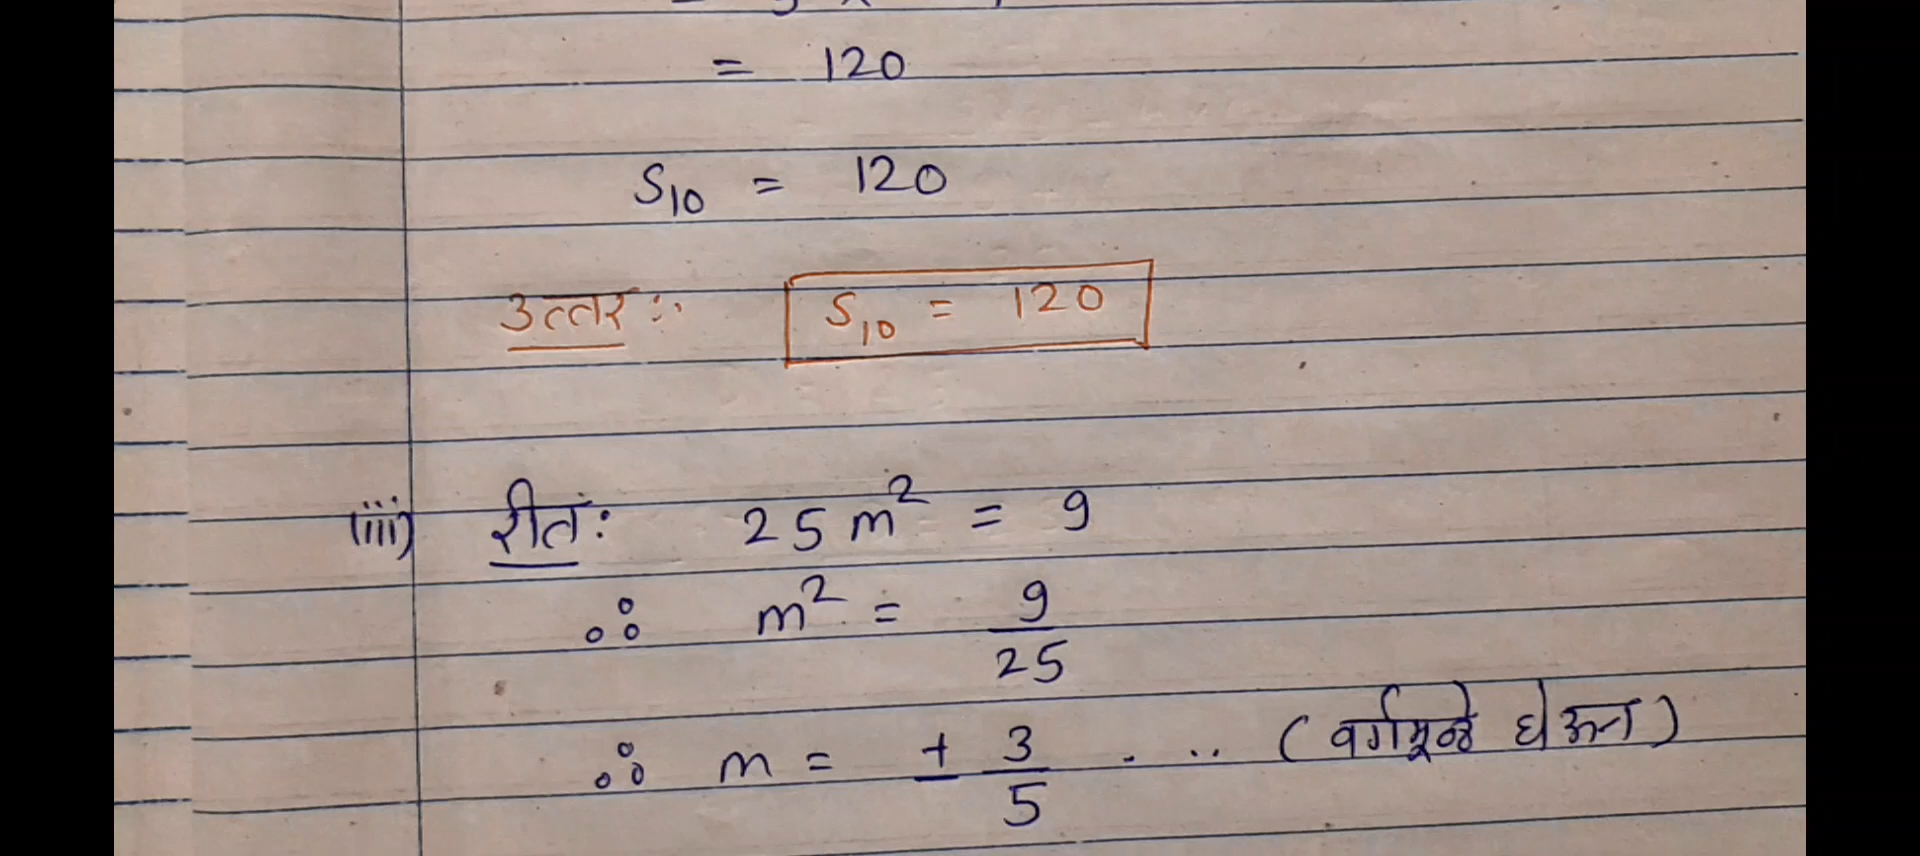 = 120
S₁₀ = 120
उत्तर :- S₁₀ = 120
(iii) रीत: 25 m² = 9
∴ m² = 9/25
∴ m = ± 3/5 ... (वर्गमूळे घेऊन)